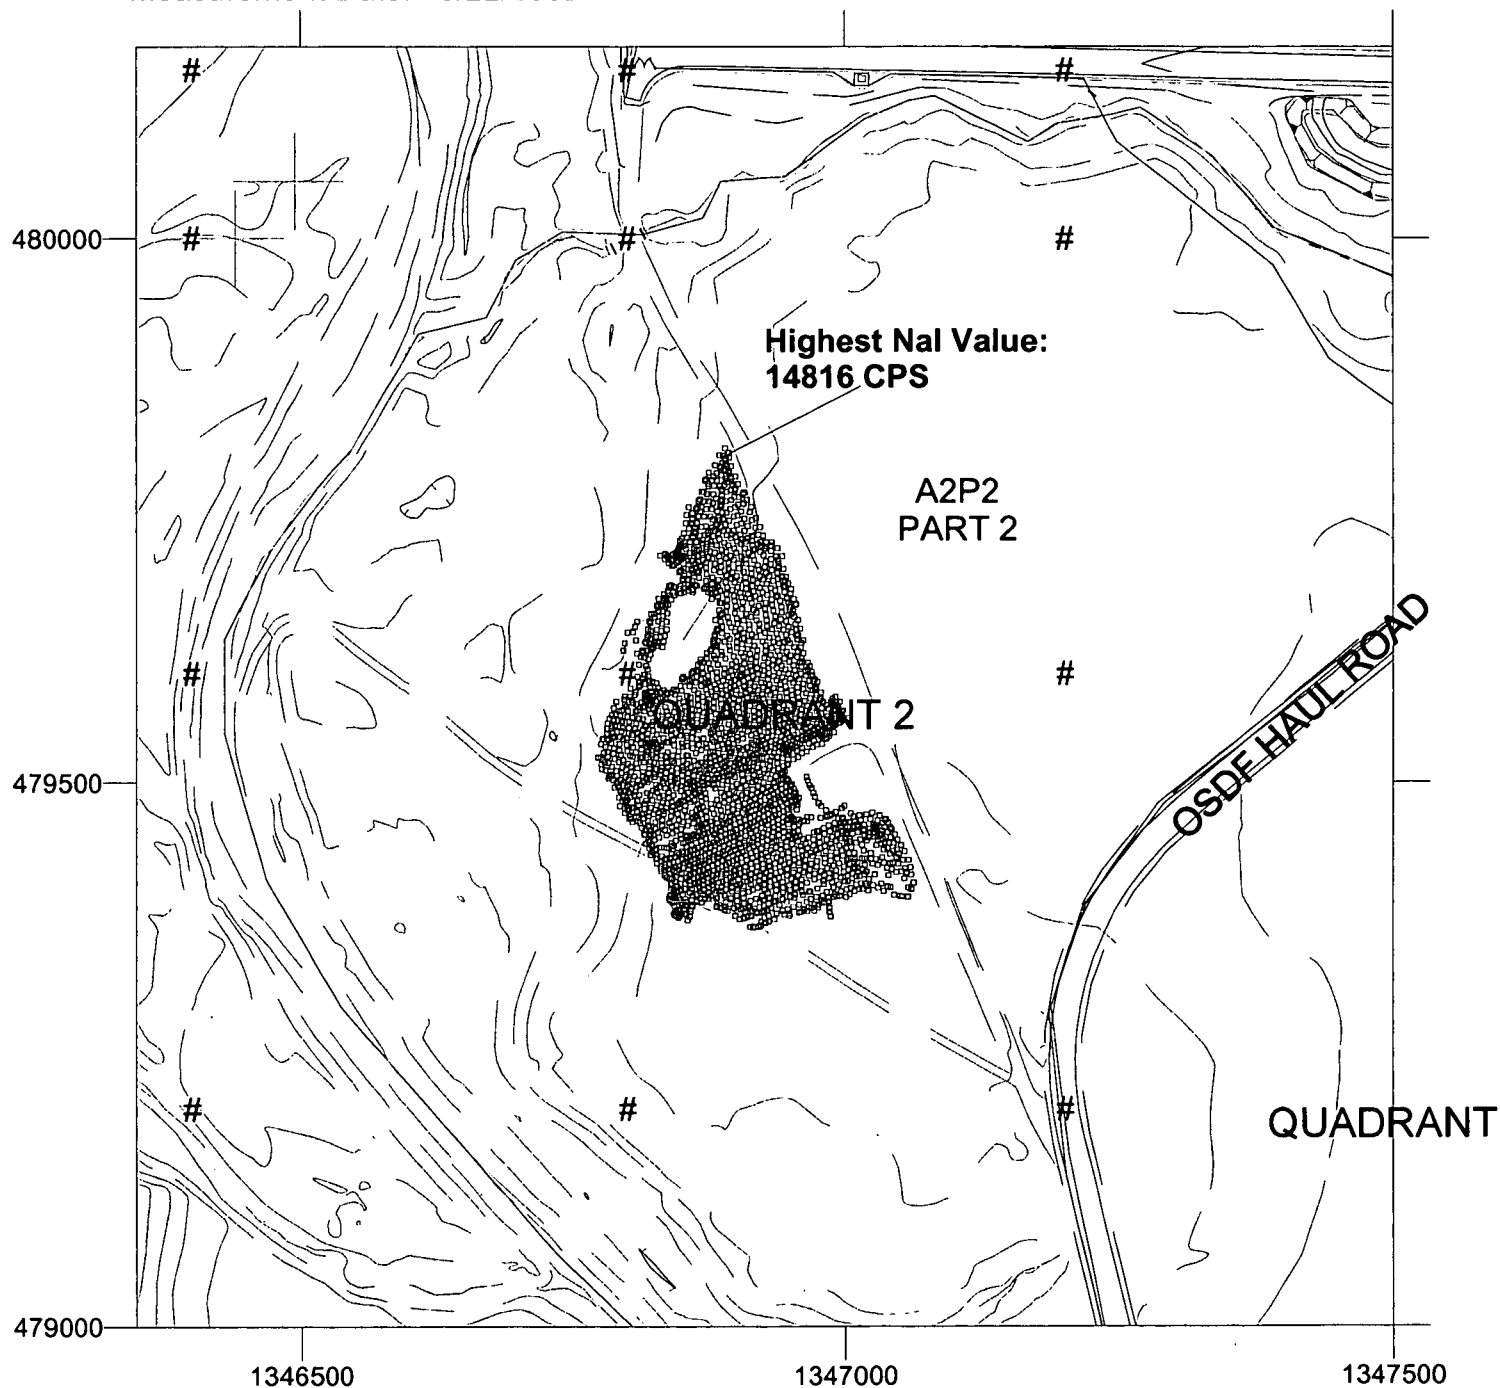 # # #
480000 # # #
Highest NaI Value:
14816 CPS
A2P2
PART 2
OSDF HAUL ROAD
# # #
QUADRANT 2
479500
# # #
QUADRANT
479000
1346500 1347000 1347500